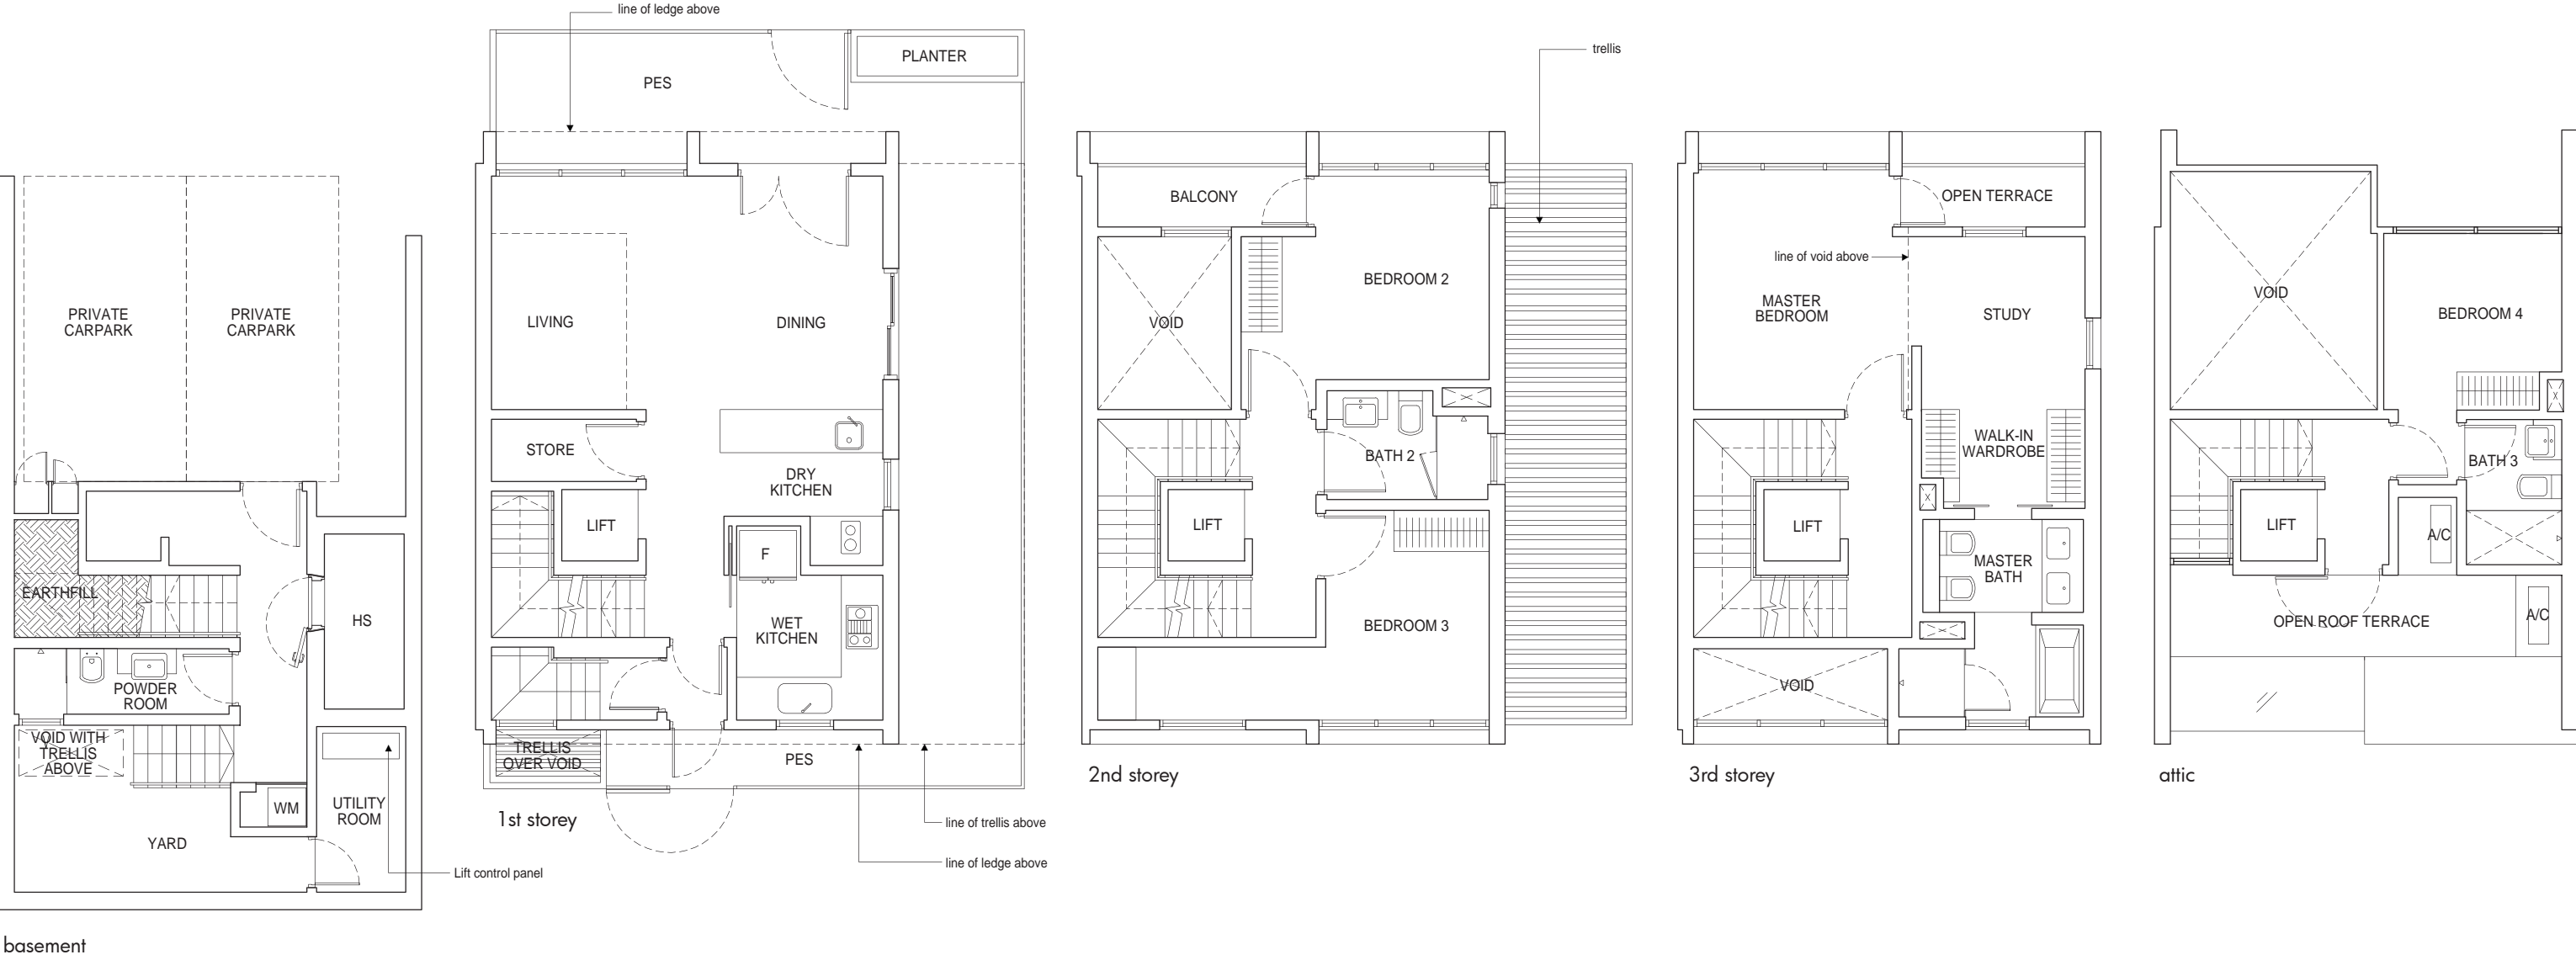 PRIVATE
CARPARK
PRIVATE
CARPARK
EARTHFILL
HS
POWDER
ROOM
VOID WITH
TRELLIS
ABOVE
WM
UTILITY
ROOM
YARD
Lift control panel
basement
line of ledge above
PES
PLANTER
LIVING
DINING
STORE
DRY
KITCHEN
LIFT
F
WET
KITCHEN
TRELLIS
OVER VOID
PES
1st storey
line of trellis above
line of ledge above
trellis
BALCONY
BEDROOM 2
VOID
BATH 2
LIFT
BEDROOM 3
2nd storey
OPEN TERRACE
line of void above
MASTER
BEDROOM
STUDY
WALK-IN
WARDROBE
LIFT
MASTER
BATH
VOID
3rd storey
VOID
BEDROOM 4
BATH 3
LIFT
A/C
OPEN ROOF TERRACE
A/C
attic